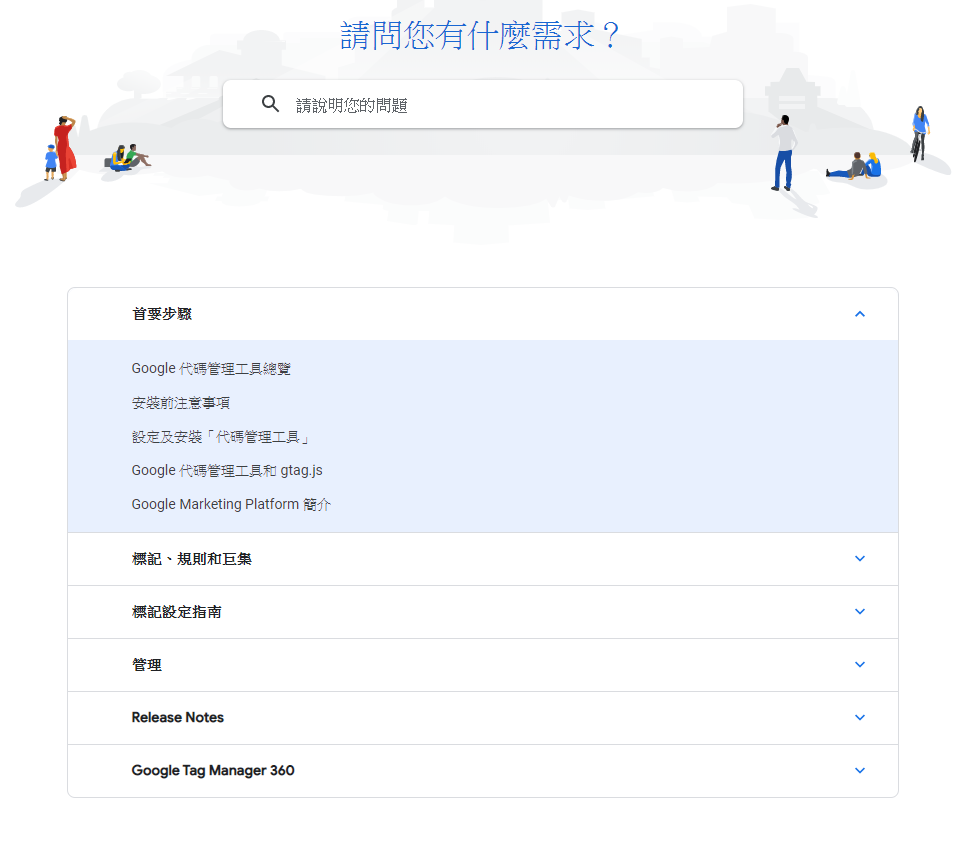 請問您有什麼需求？
請說明您的問題
首要步驟
Google 代碼管理工具總覽
安裝前注意事項
設定及安裝「代碼管理工具」
Google 代碼管理工具和 gtag.js
Google Marketing Platform 簡介
標記、規則和巨集
標記設定指南
管理
Release Notes
Google Tag Manager 360